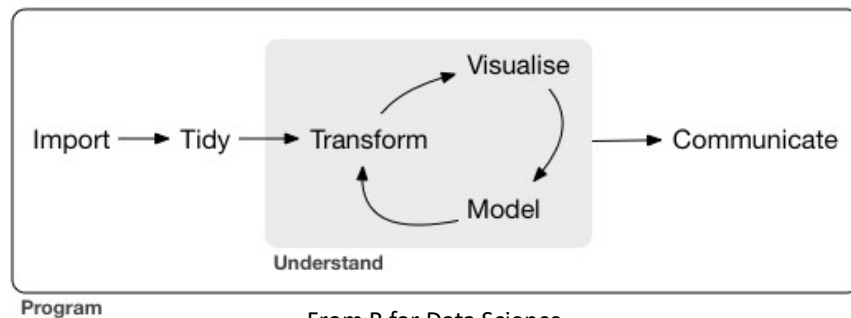 Visualise
Import Tidy Transform Communicate
Model
Understand
Program
From R for Data Science